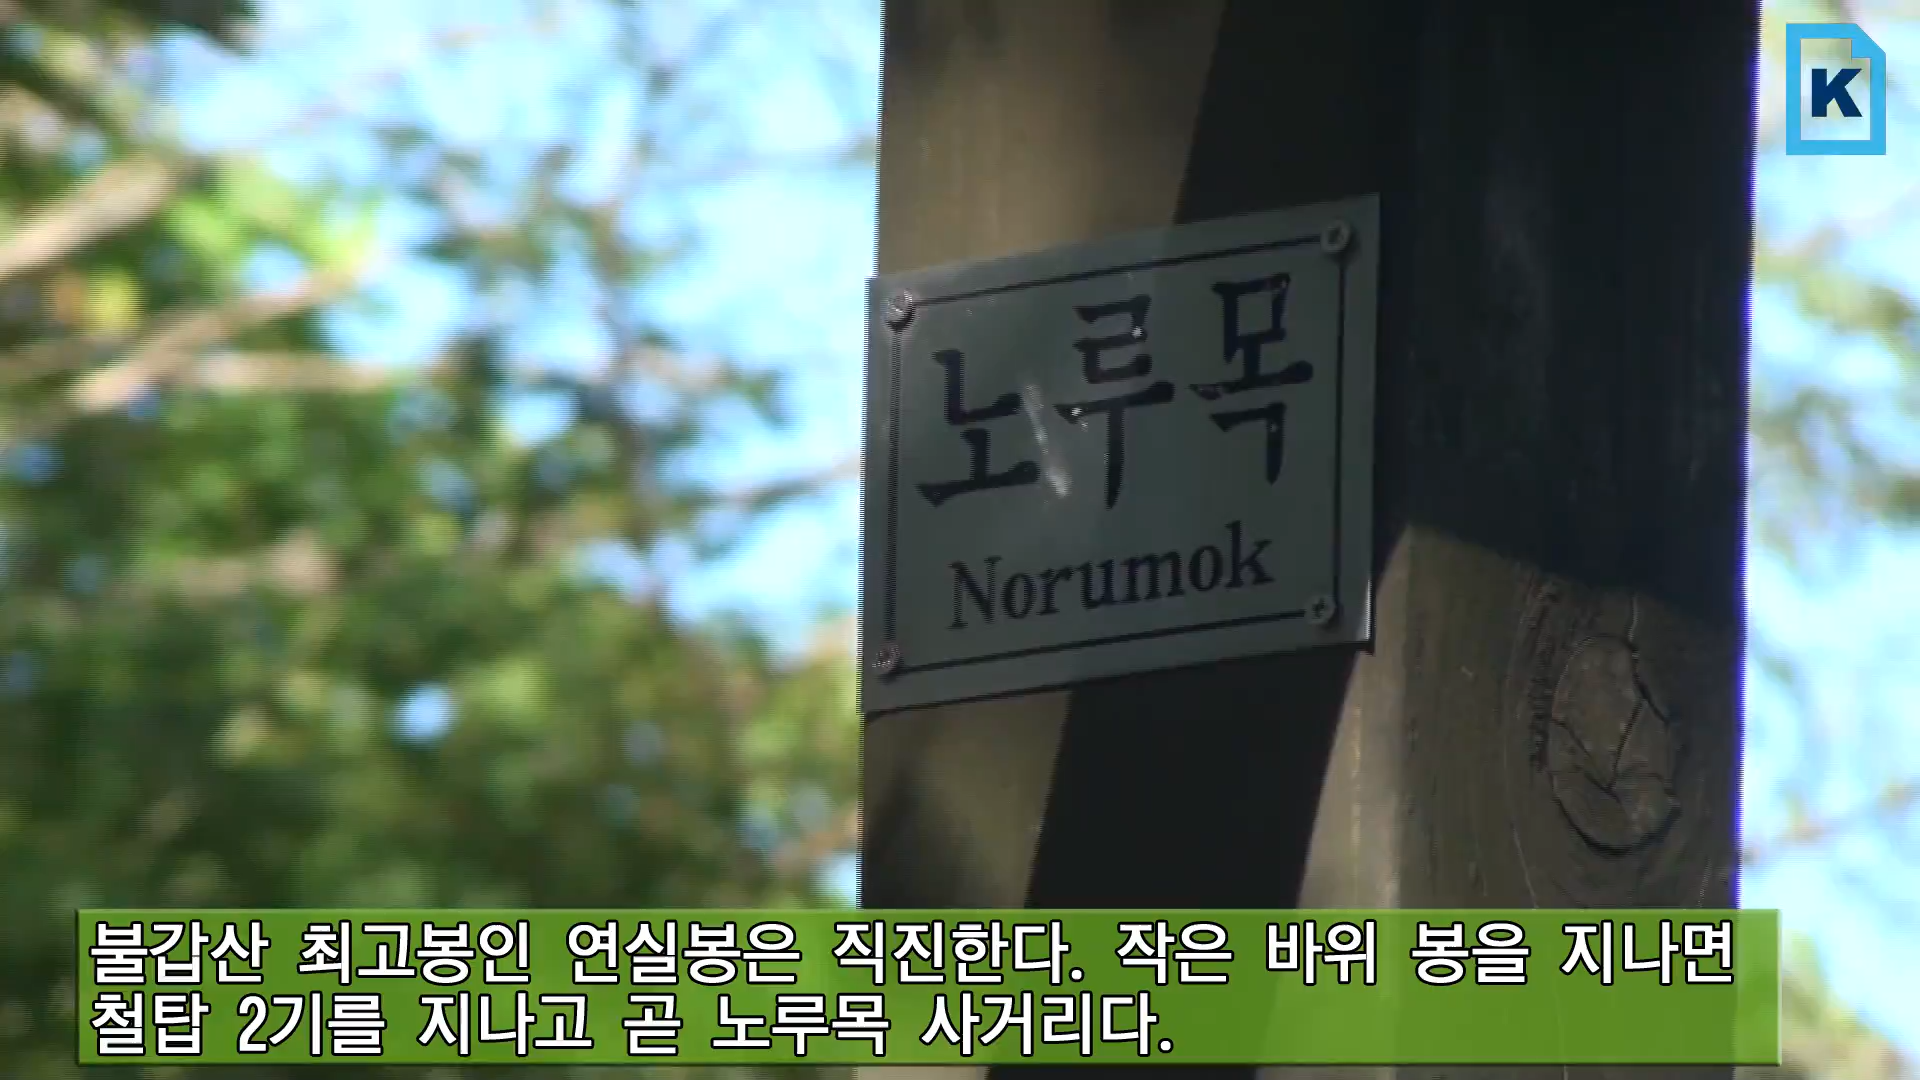 K
노루목
Norumok
불갑산 최고봉인 연실봉은 직진한다. 작은 바위 봉을 지나면
철탑 2기를 지나고 곧 노루목 사거리다.